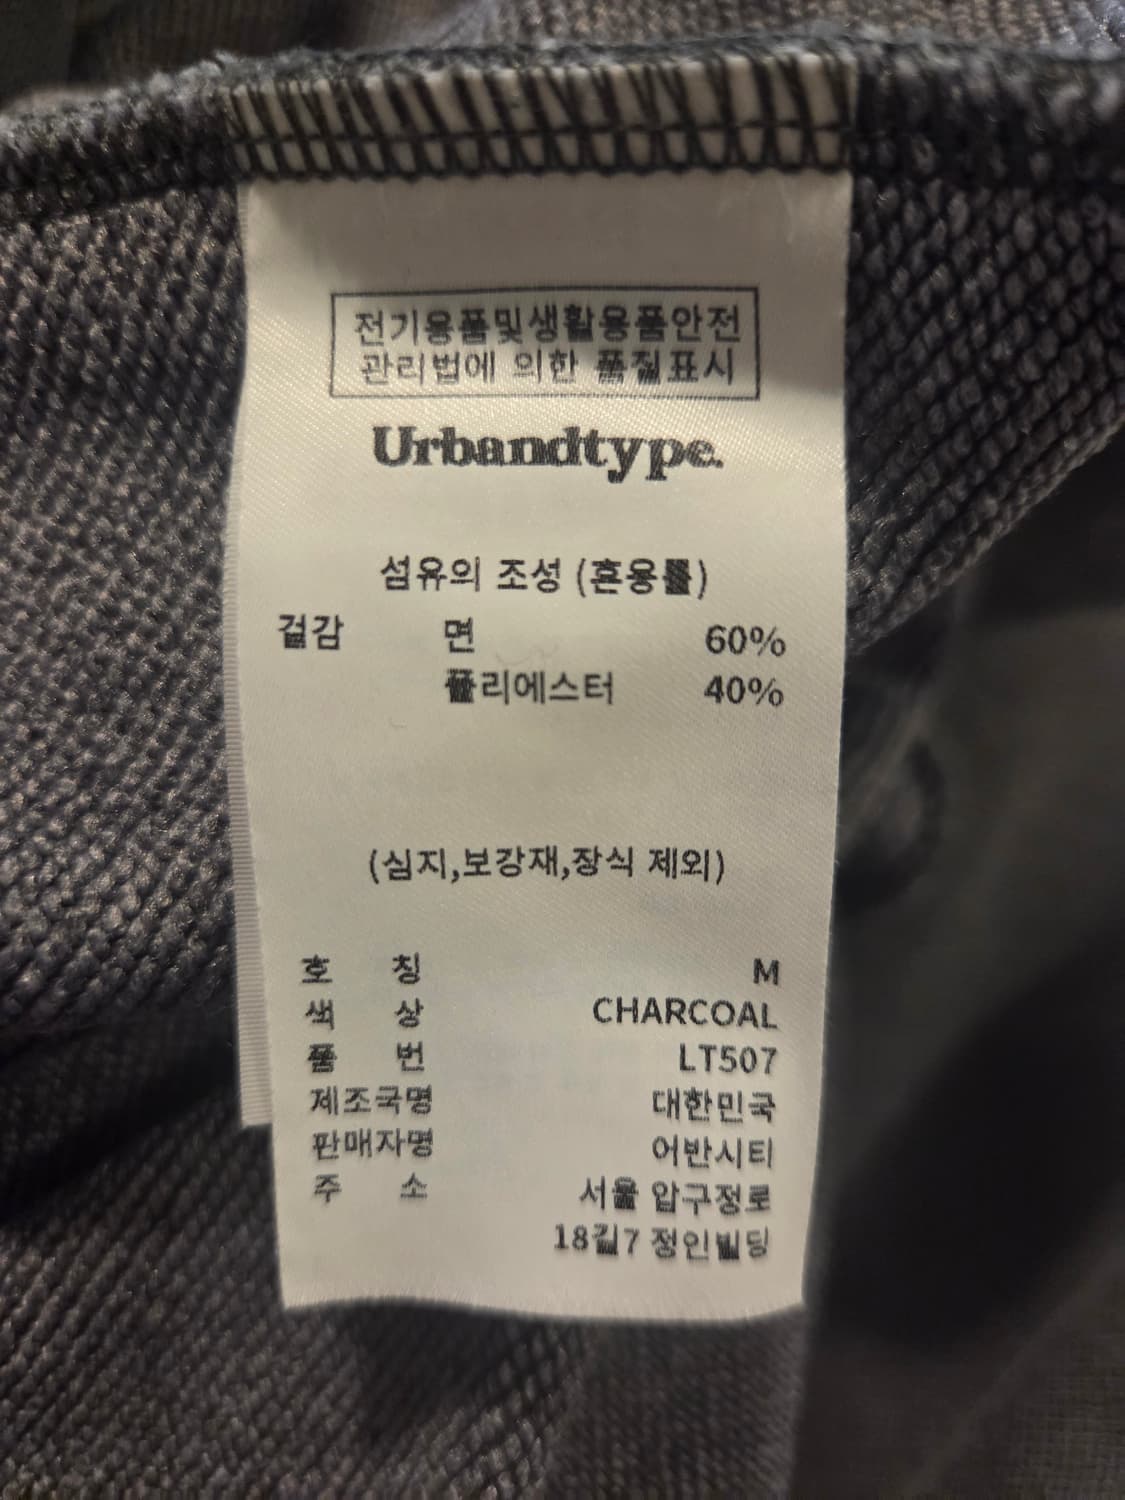 전기용품및생활용품안전
관리법에 의한 품질표시
Urbandtype.
섬유의 조성 (혼용률)
겉감 면 60%
폴리에스터 40%
(심지,보강재,장식 제외)
호 칭 M
색 상 CHARCOAL
품 번 LT507
제조국명 대한민국
판매자명 어반시티
주 소 서울 압구정로
18길7 정인빌딩